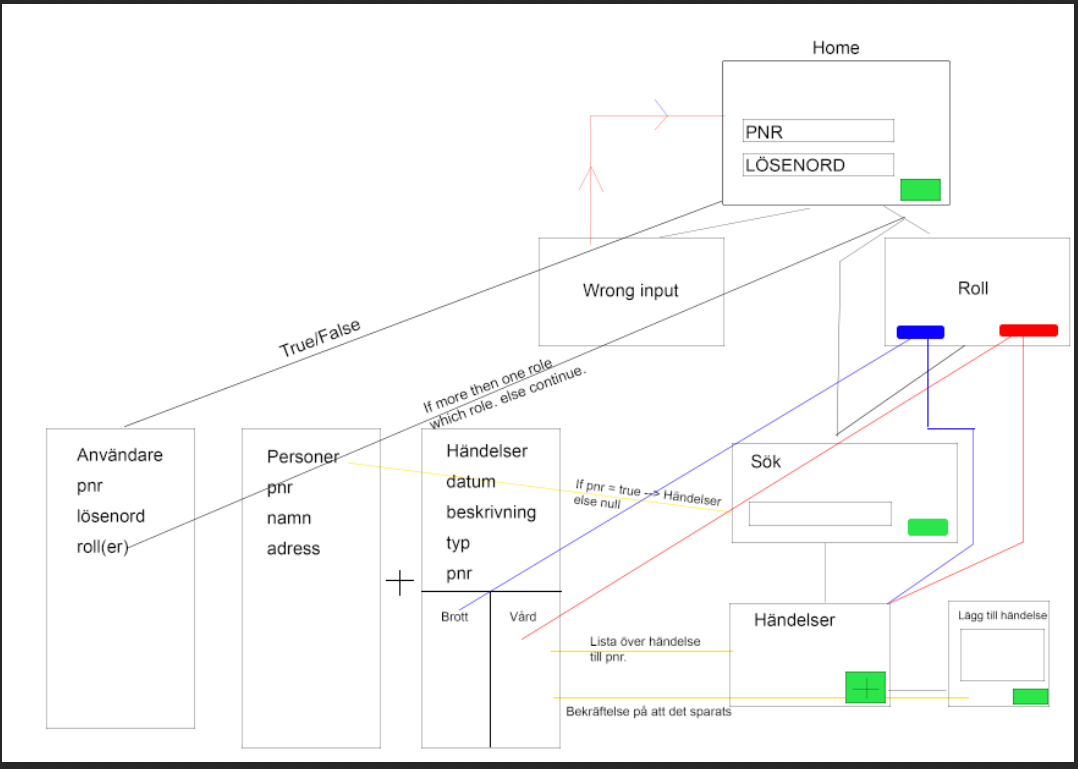 Home
PNR
LÖSENORD
Wrong input
Roll
True/False
If more then one role
which role. else continue.
Användare
pnr
lösenord
roll(er)
Personer
pnr
namn
adress
Händelser
datum
beskrivning
typ
pnr
Brott
Vård
If pnr = true --> Händelser
else null
Sök
Lista över händelse
till pnr.
Händelser
Lägg till händelse
Bekräftelse på att det sparats